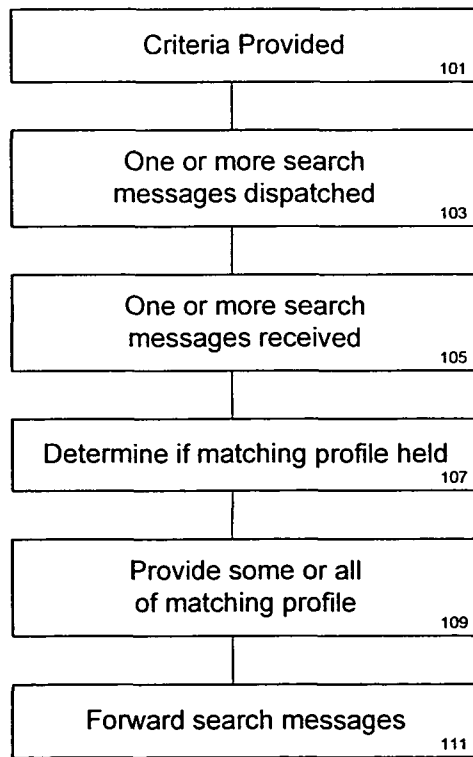 Criteria Provided
101
One or more search
messages dispatched
103
One or more search
messages received
105
Determine if matching profile held
107
Provide some or all
of matching profile
109
Forward search messages
111